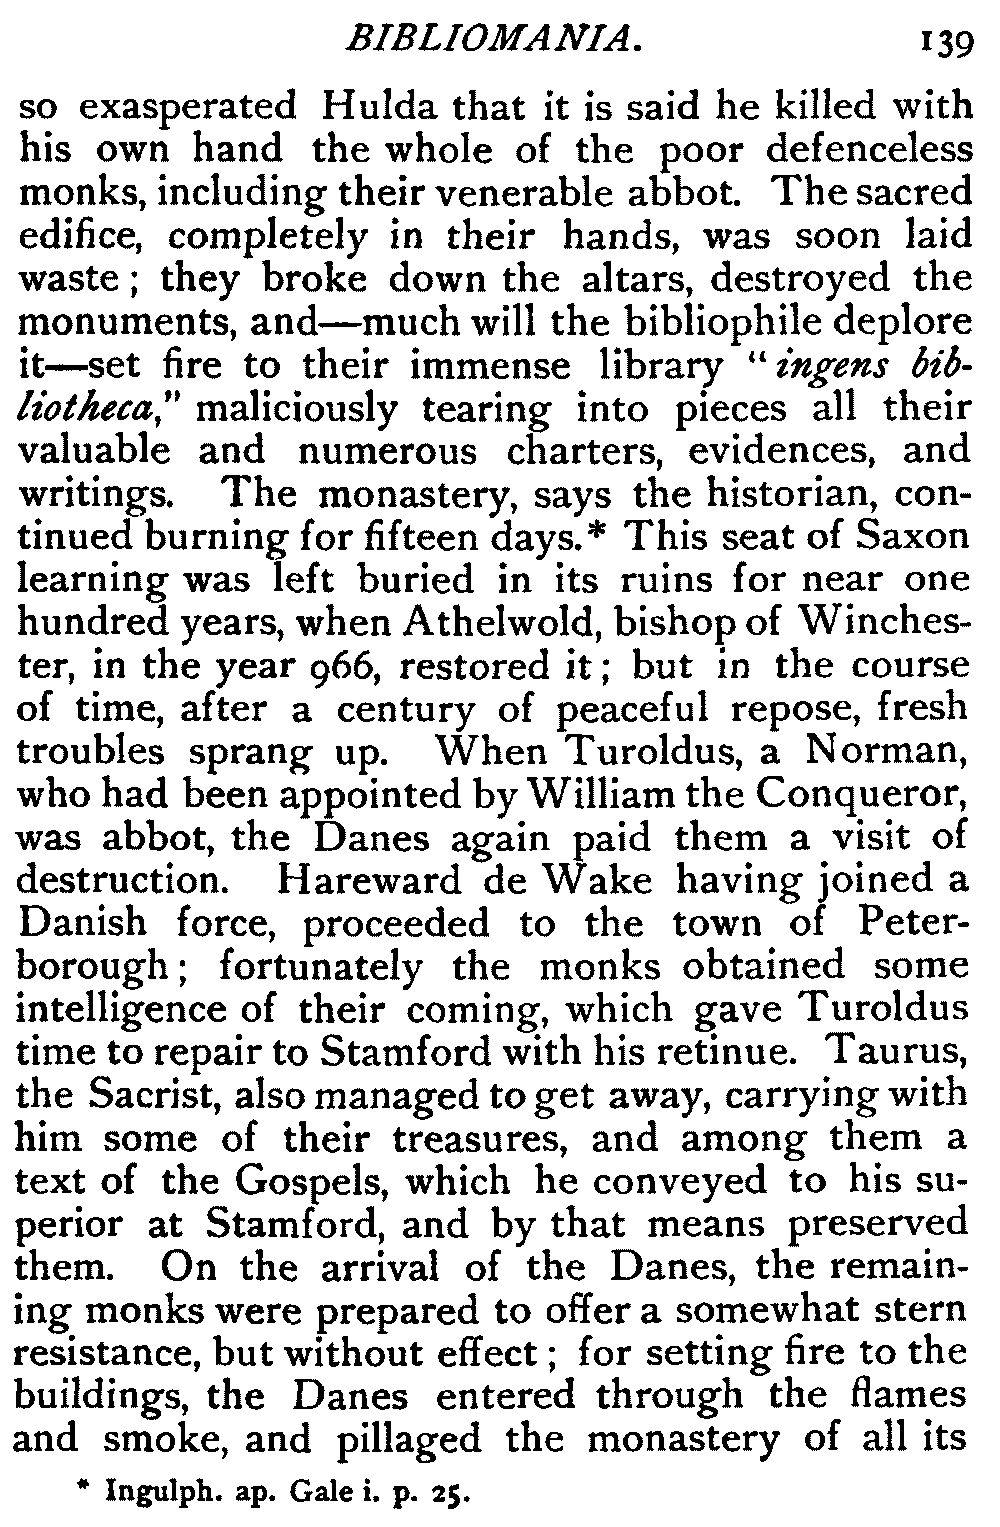 BIBLIOMANIA. 139
so exasperated Hulda that it is said he killed with
his own hand the whole of the poor defenceless
monks, including their venerable abbot. The sacred
edifice, completely in their hands, was soon laid
waste ; they broke down the altars, destroyed the
monuments, and—much will the bibliophile deplore
it—set fire to their immense library "ingens bib-
liotheca," maliciously tearing into pieces all their
valuable and numerous charters, evidences, and
writings. The monastery, says the historian, con-
tinued burning for fifteen days.* This seat of Saxon
learning was left buried in its ruins for near one
hundred years, when Athelwold, bishop of Winches-
ter, in the year 966, restored it ; but in the course
of time, after a century of peaceful repose, fresh
troubles sprang up. When Turoldus, a Norman,
who had been appointed by William the Conqueror,
was abbot, the Danes again paid them a visit of
destruction. Hareward de Wake having joined a
Danish force, proceeded to the town of Peter-
borough ; fortunately the monks obtained some
intelligence of their coming, which gave Turoldus
time to repair to Stamford with his retinue. Taurus,
the Sacrist, also managed to get away, carrying with
him some of their treasures, and among them a
text of the Gospels, which he conveyed to his su-
perior at Stamford, and by that means preserved
them. On the arrival of the Danes, the remain-
ing monks were prepared to offer a somewhat stern
resistance, but without effect ; for setting fire to the
buildings, the Danes entered through the flames
and smoke, and pillaged the monastery of all its
* Ingulph. ap. Gale i. p. 25.